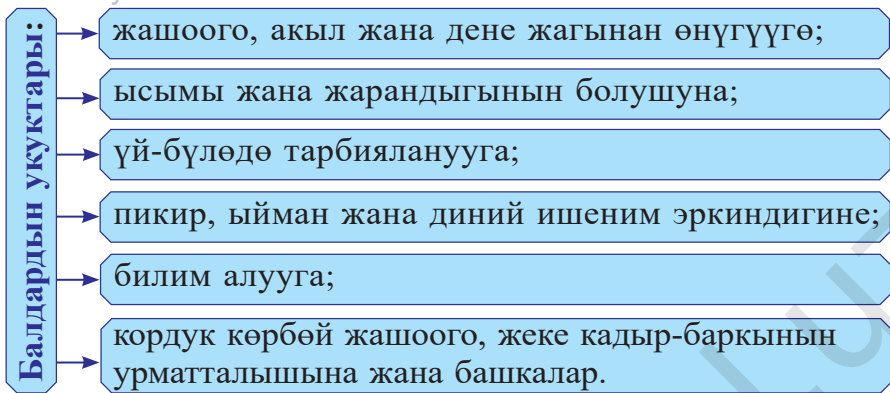 Балдардын укуктары:
жашоого, акыл жана дене жагынан өнүгүүгө;
ысымы жана жарандыгынын болушуна;
үй-бүлөдө тарбияланууга;
пикир, ыйман жана диний ишеним эркиндигине;
билим алууга;
кордук көрбөй жашоого, жеке кадыр-баркынын
урматталышына жана башкалар.